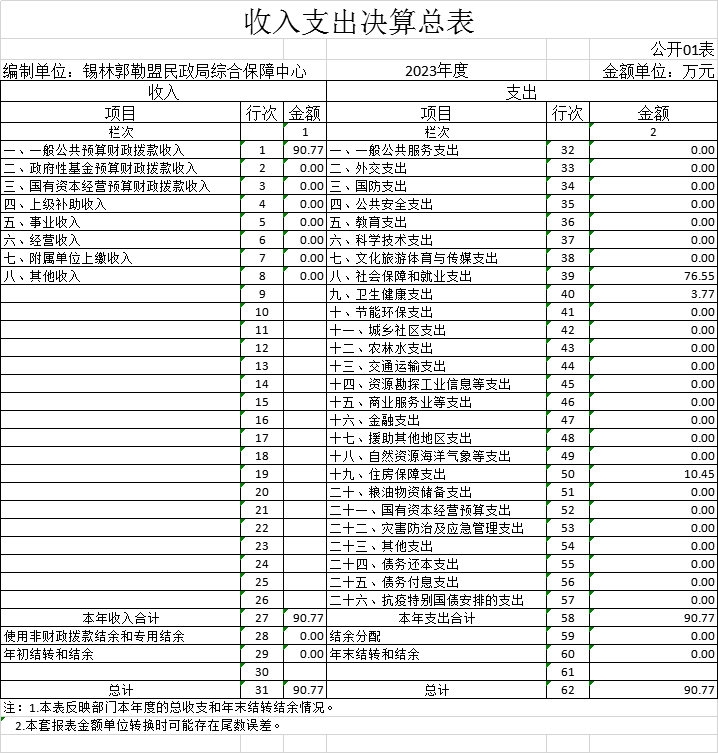 收入支出决算总表
公开01表
编制单位：锡林郭勒盟民政局综合保障中心 2023年度 金额单位：万元
收入 支出
项目 行次 金额 项目 行次 金额
栏次 1 栏次 2
一、一般公共预算财政拨款收入 1 90.77 一、一般公共服务支出 32 0.00
二、政府性基金预算财政拨款收入 2 0.00 二、外交支出 33 0.00
三、国有资本经营预算财政拨款收入 3 0.00 三、国防支出 34 0.00
四、上级补助收入 4 0.00 四、公共安全支出 35 0.00
五、事业收入 5 0.00 五、教育支出 36 0.00
六、经营收入 6 0.00 六、科学技术支出 37 0.00
七、附属单位上缴收入 7 0.00 七、文化旅游体育与传媒支出 38 0.00
八、其他收入 8 0.00 八、社会保障和就业支出 39 76.55
9 九、卫生健康支出 40 3.77
10 十、节能环保支出 41 0.00
11 十一、城乡社区支出 42 0.00
12 十二、农林水支出 43 0.00
13 十三、交通运输支出 44 0.00
14 十四、资源勘探工业信息等支出 45 0.00
15 十五、商业服务业等支出 46 0.00
16 十六、金融支出 47 0.00
17 十七、援助其他地区支出 48 0.00
18 十八、自然资源海洋气象等支出 49 0.00
19 十九、住房保障支出 50 10.45
20 二十、粮油物资储备支出 51 0.00
21 二十一、国有资本经营预算支出 52 0.00
22 二十二、灾害防治及应急管理支出 53 0.00
23 二十三、其他支出 54 0.00
24 二十四、债务还本支出 55 0.00
25 二十五、债务付息支出 56 0.00
26 二十六、抗疫特别国债安排的支出 57 0.00
本年收入合计 27 90.77 本年支出合计 58 90.77
使用非财政拨款结余和专用结余 28 0.00 结余分配 59 0.00
年初结转和结余 29 0.00 年末结转和结余 60 0.00
30 61
总计 31 90.77 总计 62 90.77
注：1.本表反映部门本年度的总收支和年末结转结余情况。
2.本套报表金额单位转换时可能存在尾数误差。